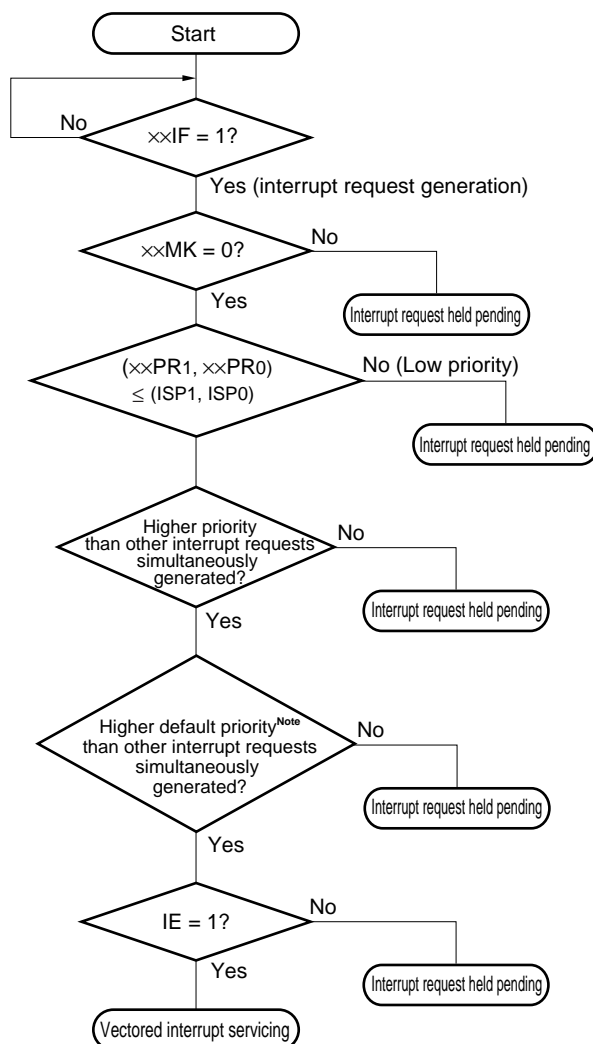 Start
No
××IF = 1?
Yes (interrupt request generation)
××MK = 0?
No
Yes
Interrupt request held pending
(××PR1, ××PR0)
≤ (ISP1, ISP0)
No (Low priority)
Interrupt request held pending
Higher priority
than other interrupt requests
simultaneously
generated?
No
Interrupt request held pending
Yes
Higher default priorityNote
than other interrupt requests
simultaneously
generated?
No
Interrupt request held pending
Yes
IE = 1?
No
Yes
Interrupt request held pending
Vectored interrupt servicing